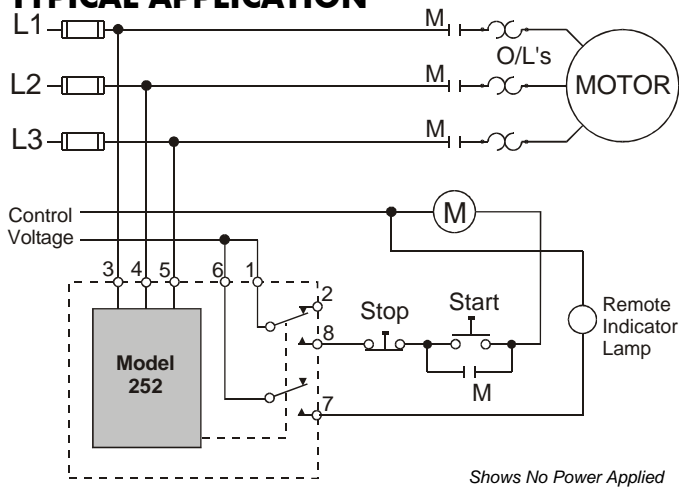 TYPICAL APPLICATION
L1
M
O/L's
L2
M
MOTOR
L3
M
Control
Voltage
M
3 4 5 6 1
2
Stop
Start
8
Remote
Indicator
Lamp
Model
252
M
7
Shows No Power Applied